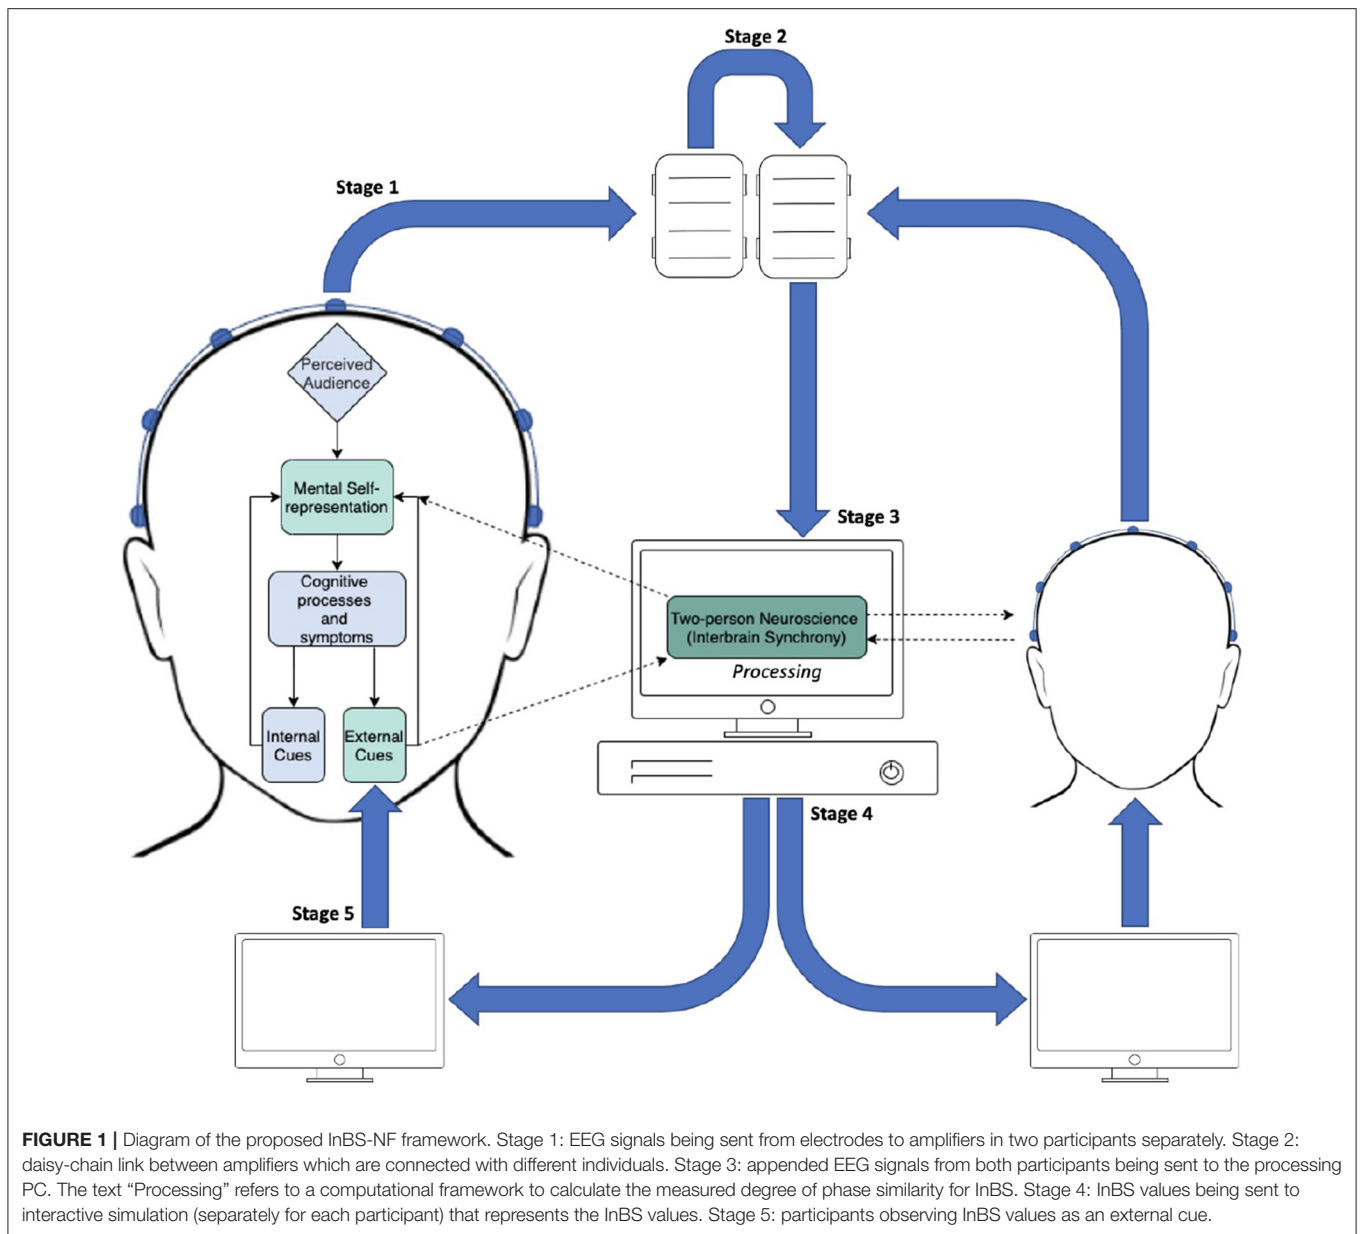 Stage 2
Stage 1
Perceived
Audience
Mental Self-
representation
Cognitive
processes
and
symptoms
Internal
Cues
External
Cues
Stage 3
Two-person Neuroscience
(Interbrain Synchrony)
Processing
Stage 4
Stage 5
FIGURE 1 | Diagram of the proposed InBS-NF framework. Stage 1: EEG signals being sent from electrodes to amplifiers in two participants separately. Stage 2:
daisy-chain link between amplifiers which are connected with different individuals. Stage 3: appended EEG signals from both participants being sent to the processing
PC. The text “Processing” refers to a computational framework to calculate the measured degree of phase similarity for InBS. Stage 4: InBS values being sent to
interactive simulation (separately for each participant) that represents the InBS values. Stage 5: participants observing InBS values as an external cue.